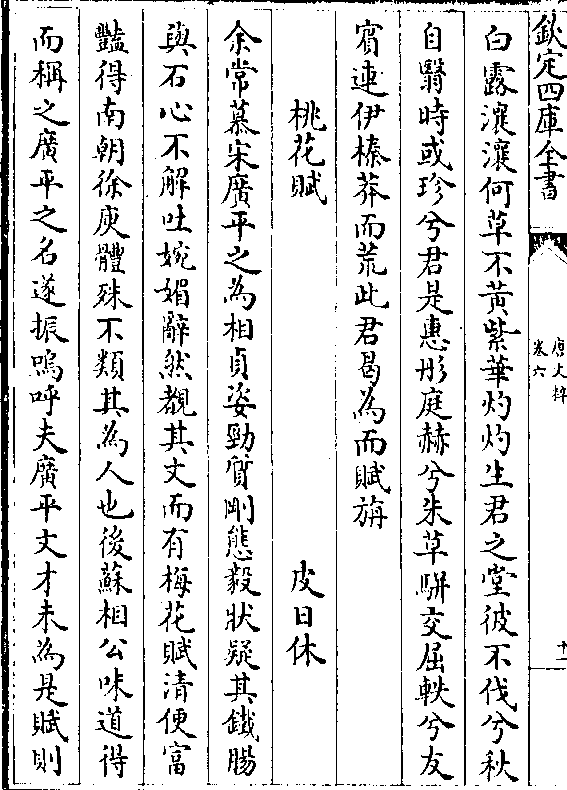 欽定四庫全書
唐文粹
卷六
十二
白露瀼瀼何草不黃紫華灼灼生君之堂彼不伐兮秋
自翳時或珍兮君是惠彤庭赫兮朱草駢交屈軼兮友
賓連伊榛莽而荒此君曷為而賦旃
桃花賦
皮日休
余常慕宋廣平之為相貞姿勁質剛態毅狀疑其鐵腸
與石心不解吐婉媚辭然覩其文而有梅花賦清便富
豔得南朝徐庾體殊不類其為人也後蘇相公味道得
而稱之廣平之名遂振嗚呼夫廣平文才未為是賦則